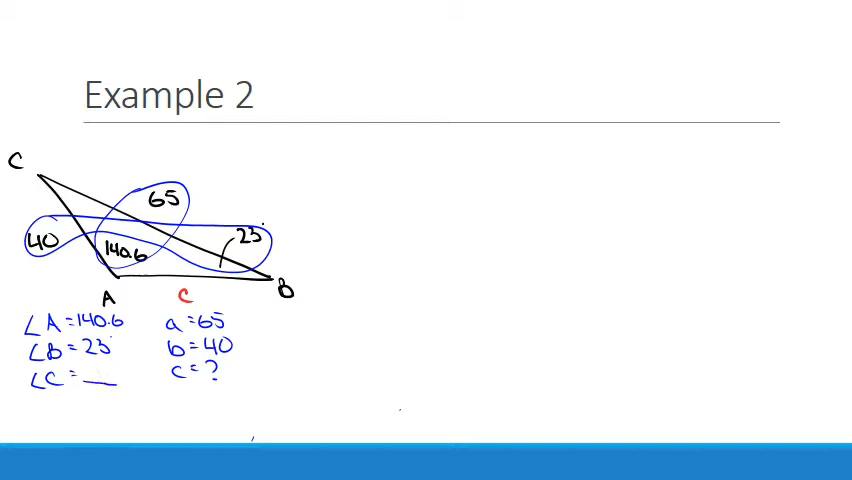 Example 2
C
65
40
140.6
23
A
C
B
∠A = 140.6
a = 65
∠B = 23
b = 40
∠C = __
c = ?